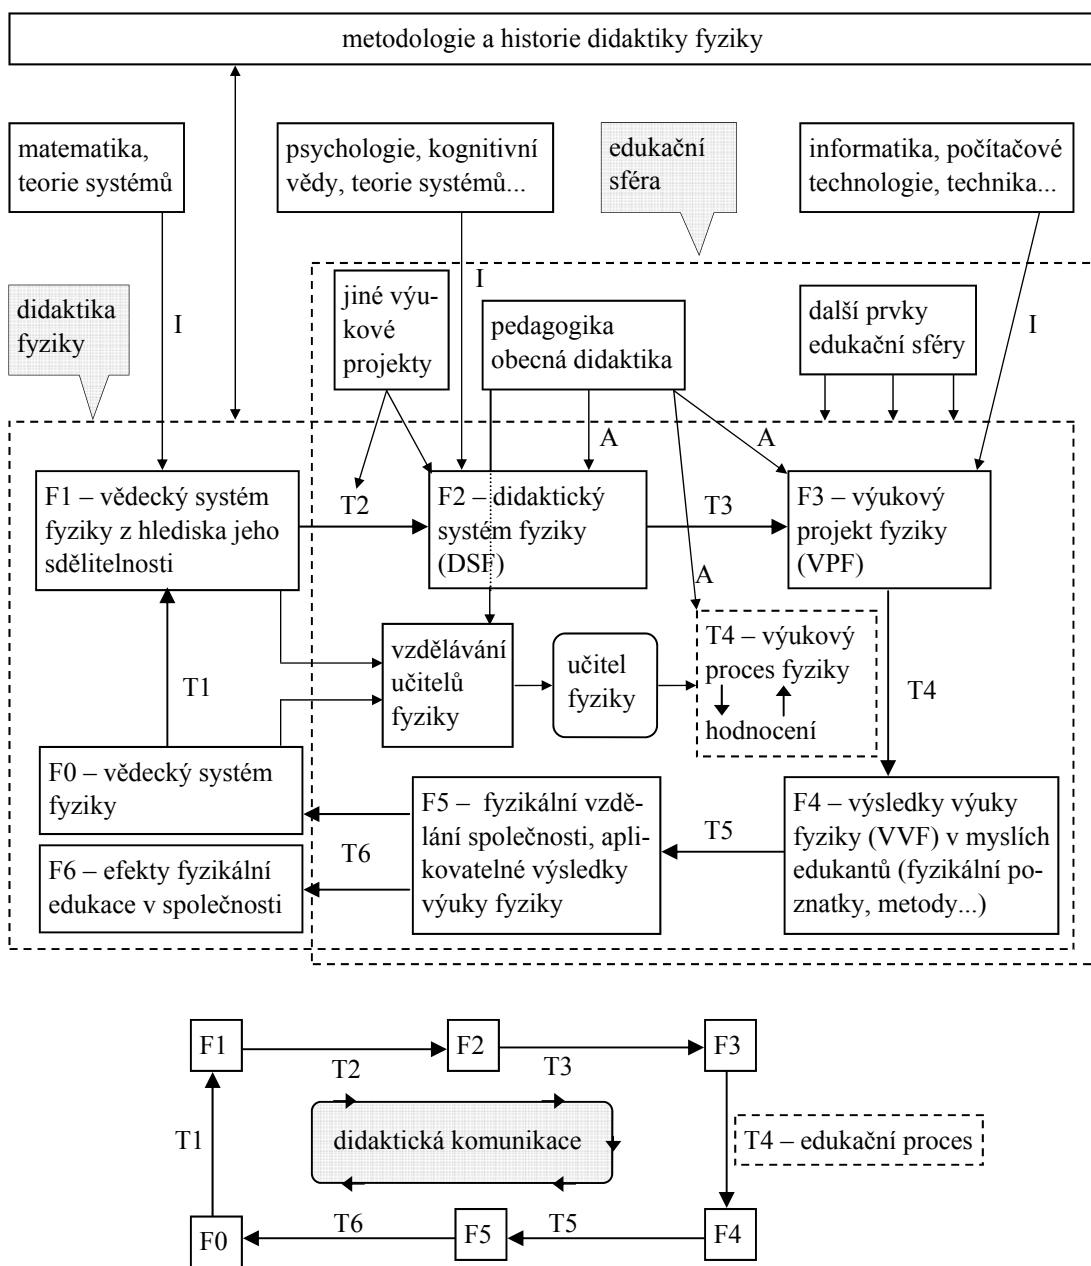 metodologie a historie didaktiky fyziky
matematika,
teorie systémů
psychologie, kognitivní
vědy, teorie systémů...
edukační
sféra
informatika, počítačové
technologie, technika...
I
I
I
didaktika
fyziky
jiné výu-
kové
projekty
pedagogika
obecná didaktika
další prvky
edukační sféry
A
A
A
F1 – vědecký systém
fyziky z hlediska jeho
sdělitelnosti
T2
F2 – didaktický
systém fyziky
(DSF)
T3
F3 – výukový
projekt fyziky
(VPF)
T1
vzdělávání
učitelů
fyziky
učitel
fyziky
T4 – výukový
proces fyziky
hodnocení
T4
F0 – vědecký systém
fyziky
F6 – efekty fyzikální
edukace v společnosti
T6
F5 – fyzikální vzdě-
lání společnosti, apli-
kovatelné výsledky
výuky fyziky
T5
F4 – výsledky výuky
fyziky (VVF) v myslích
edukantů (fyzikální po-
znatky, metody...)
F1
T2
F2
T3
F3
T1
didaktická komunikace
T4 – edukační proces
F0
T6
F5
T5
F4